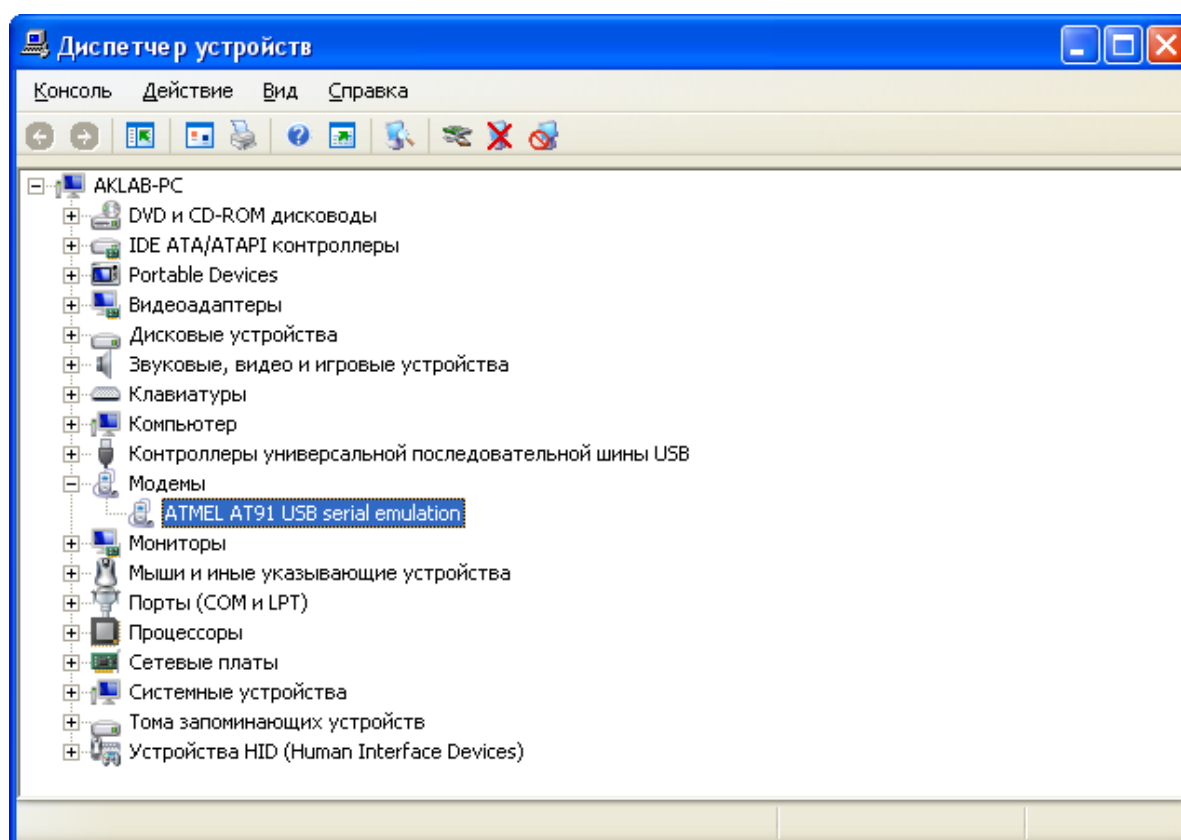 Диспетчер устройств
Консоль Действие Вид Справка
AKLAB-PC
DVD и CD-ROM дисководы
IDE ATA/ATAPI контроллеры
Portable Devices
Видеоадаптеры
Дисковые устройства
Звуковые, видео и игровые устройства
Клавиатуры
Компьютер
Контроллеры универсальной последовательной шины USB
Модемы
ATMEL AT91 USB serial emulation
Мониторы
Мыши и иные указывающие устройства
Порты (COM и LPT)
Процессоры
Сетевые платы
Системные устройства
Тома запоминающих устройств
Устройства HID (Human Interface Devices)